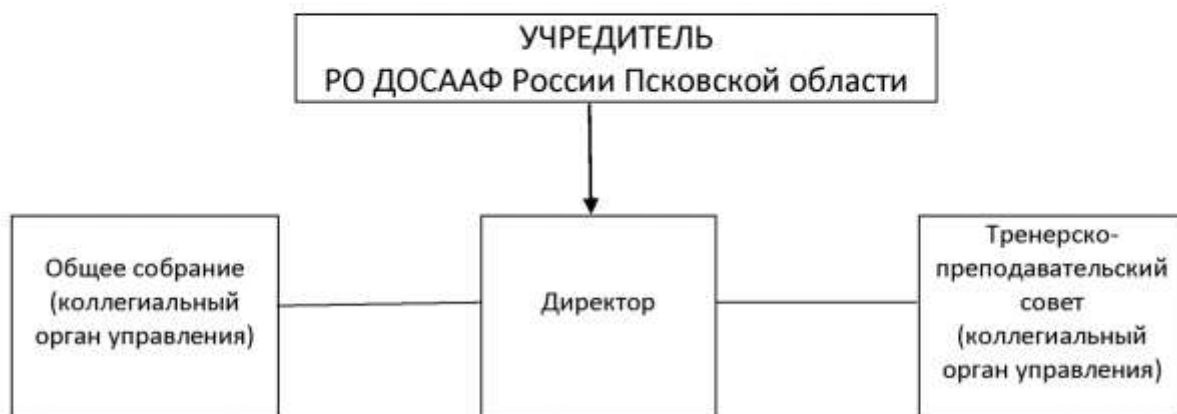 УЧРЕДИТЕЛЬ
РО ДОСААФ России Псковской области
Общее собрание
(коллегиальный
орган управления)
Директор
Тренерско-
преподавательский
совет
(коллегиальный
орган управления)